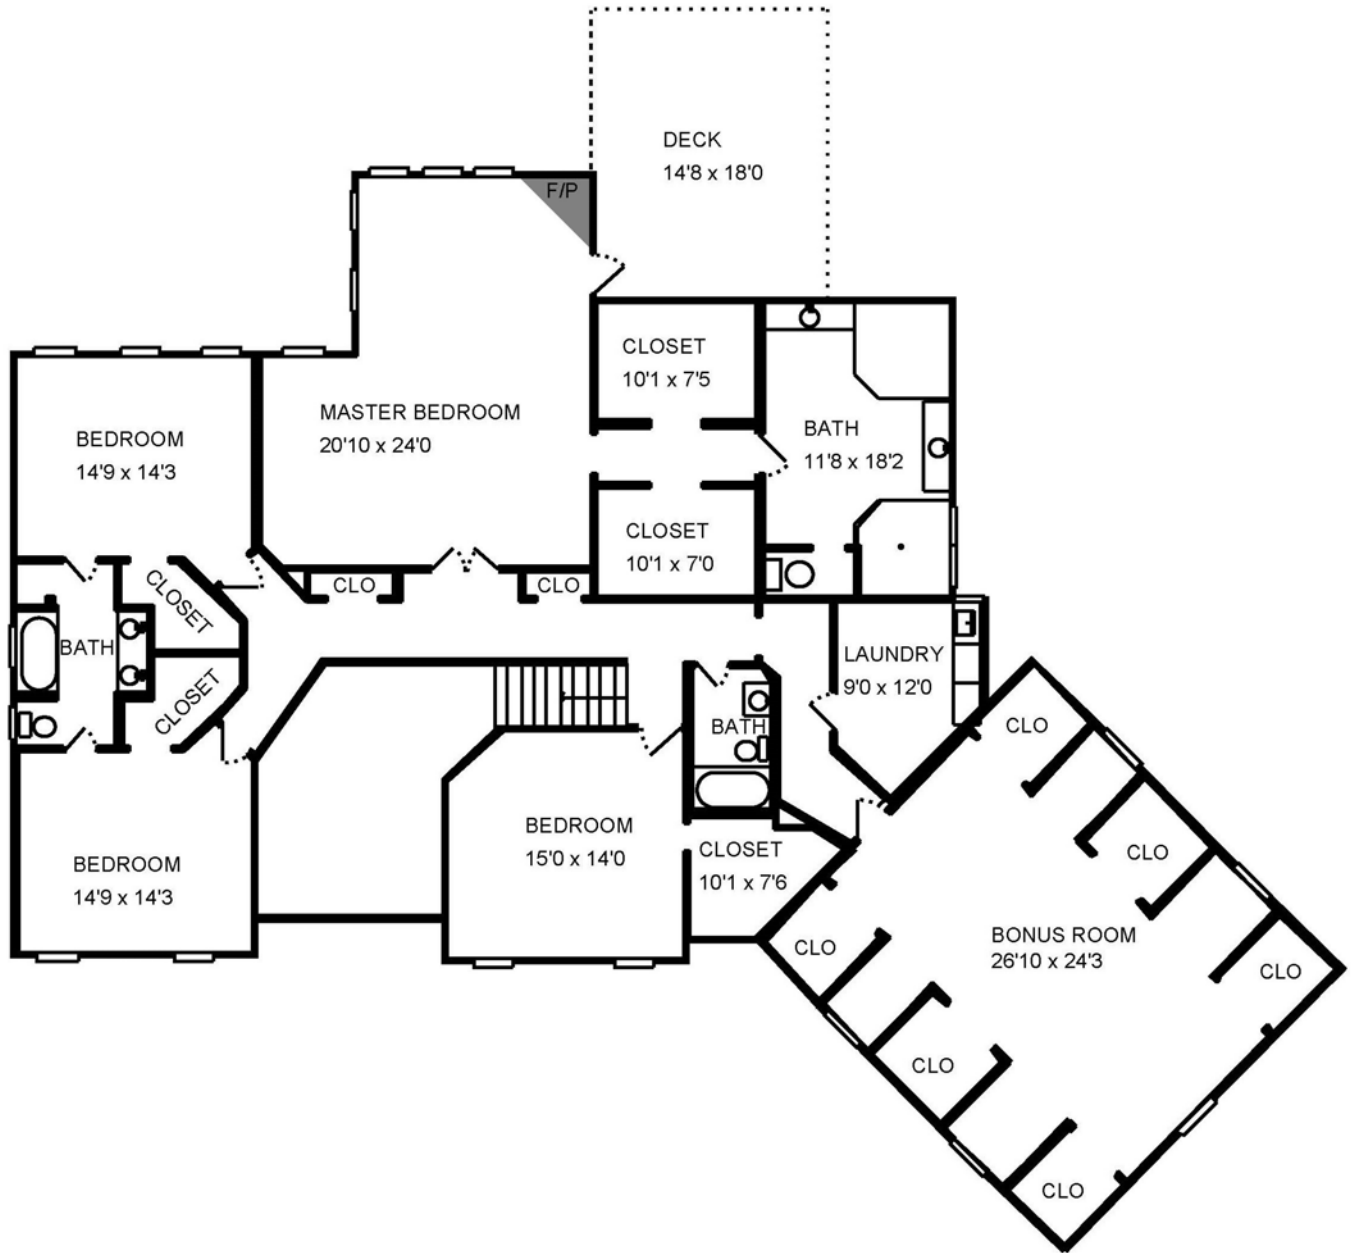 DECK
14'8 x 18'0
F/P
CLOSET
10'1 x 7'5
MASTER BEDROOM
20'10 x 24'0
BATH
11'8 x 18'2
BEDROOM
14'9 x 14'3
CLOSET
10'1 x 7'0
CLO
CLO
CLOSET
BATH
CLOSET
LAUNDRY
9'0 x 12'0
CLO
BATH
BEDROOM
15'0 x 14'0
CLOSET
10'1 x 7'6
CLO
BEDROOM
14'9 x 14'3
BONUS ROOM
26'10 x 24'3
CLO
CLO
CLO
CLO